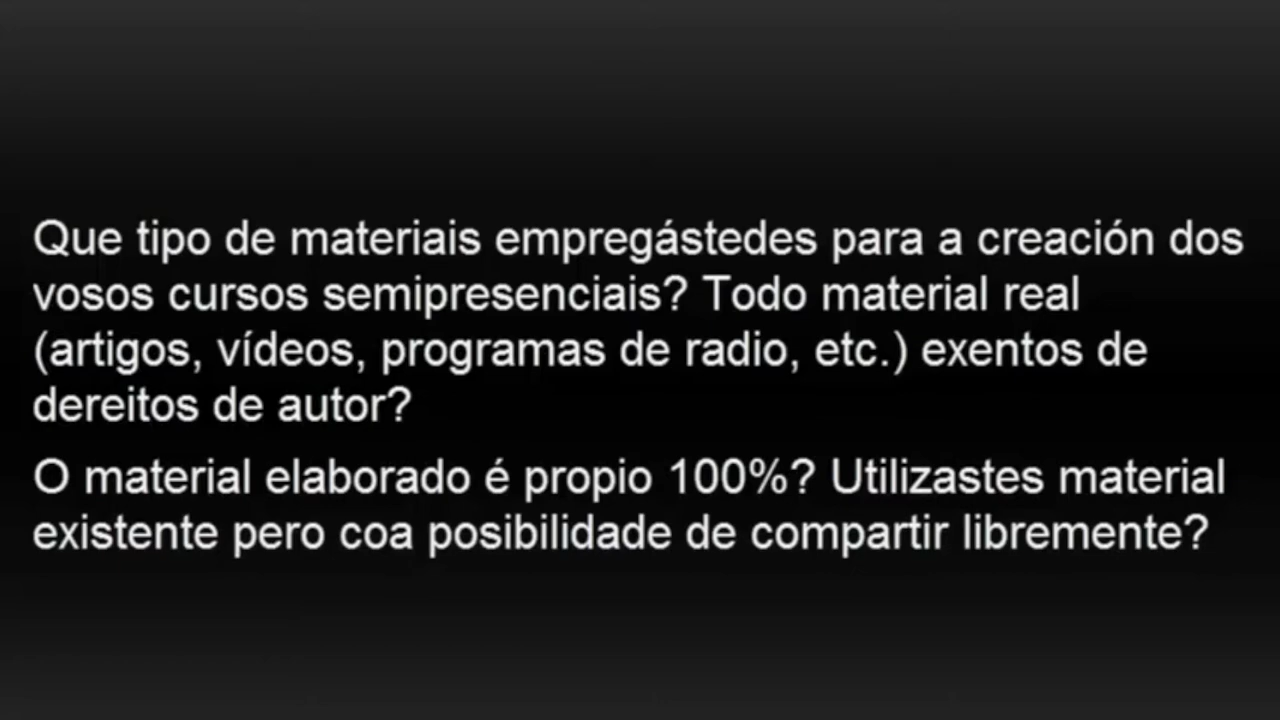 Que tipo de materiais empregástedes para a creación dos
vosos cursos semipresenciais? Todo material real
(artigos, vídeos, programas de radio, etc.) exentos de
dereitos de autor?
O material elaborado é propio 100%? Utilizastes material
existente pero coa posibilidade de compartir libremente?